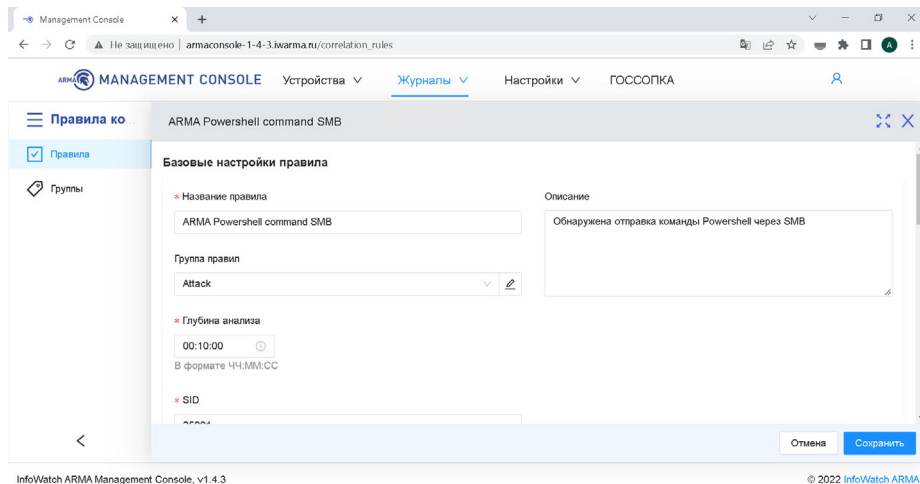 Management Console
Не защищено | armaconsole-1-4-3.iwarma.ru/correlation_rules
A
ARMA MANAGEMENT CONSOLE Устройства Журналы Настройки ГОССОПКА
Правила ко...
ARMA Powershell command SMB
Правила
Группы
Базовые настройки правила
* Название правила
ARMA Powershell command SMB
Описание
Обнаружена отправка команды Powershell через SMB
Группа правил
Attack
* Глубина анализа
00:10:00
В формате ЧЧ:ММ:СС
* SID
Отмена Сохранить
InfoWatch ARMA Management Console, v1.4.3
© 2022 InfoWatch ARMA